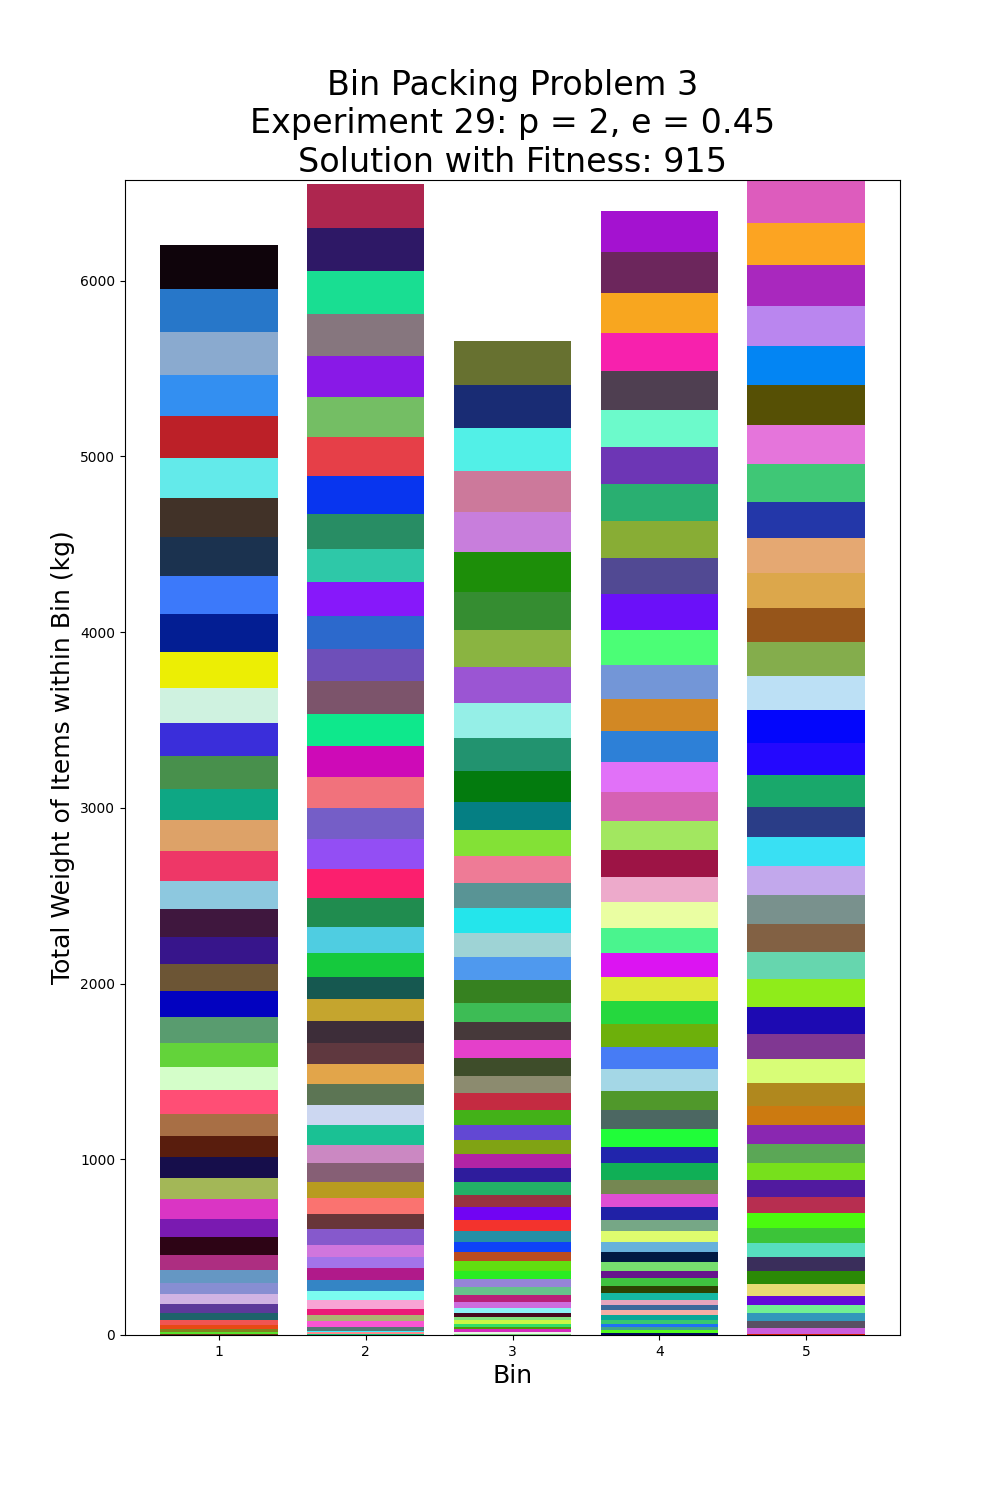 Bin Packing Problem 3
Experiment 29: p = 2, e = 0.45
Solution with Fitness: 915
Total Weight of Items within Bin (kg)
6000
5000
4000
3000
2000
1000
0
1 2 3 4 5
Bin